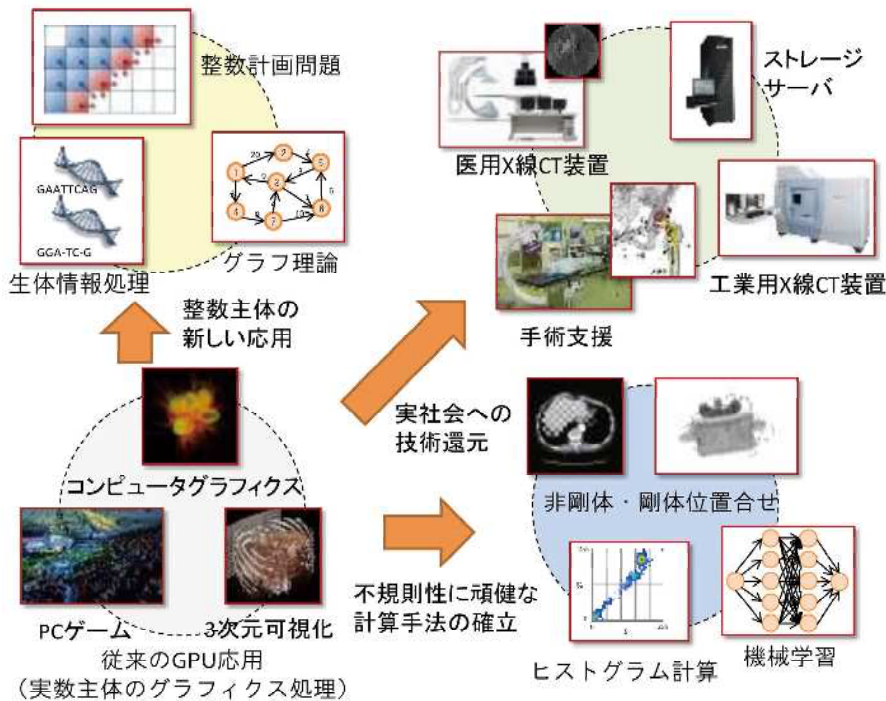 整数計画問題
GAATTCAG
GGA-TC-G
生体情報処理
グラフ理論
ストレージ
サーバ
医用X線CT装置
工業用X線CT装置
手術支援
整数主体の
新しい応用
実社会への
技術還元
コンピュータグラフィクス
PCゲーム
3次元可視化
従来のGPU応用
（実数主体のグラフィクス処理）
不規則性に頑健な
計算手法の確立
非剛体・剛体位置合せ
ヒストグラム計算
機械学習